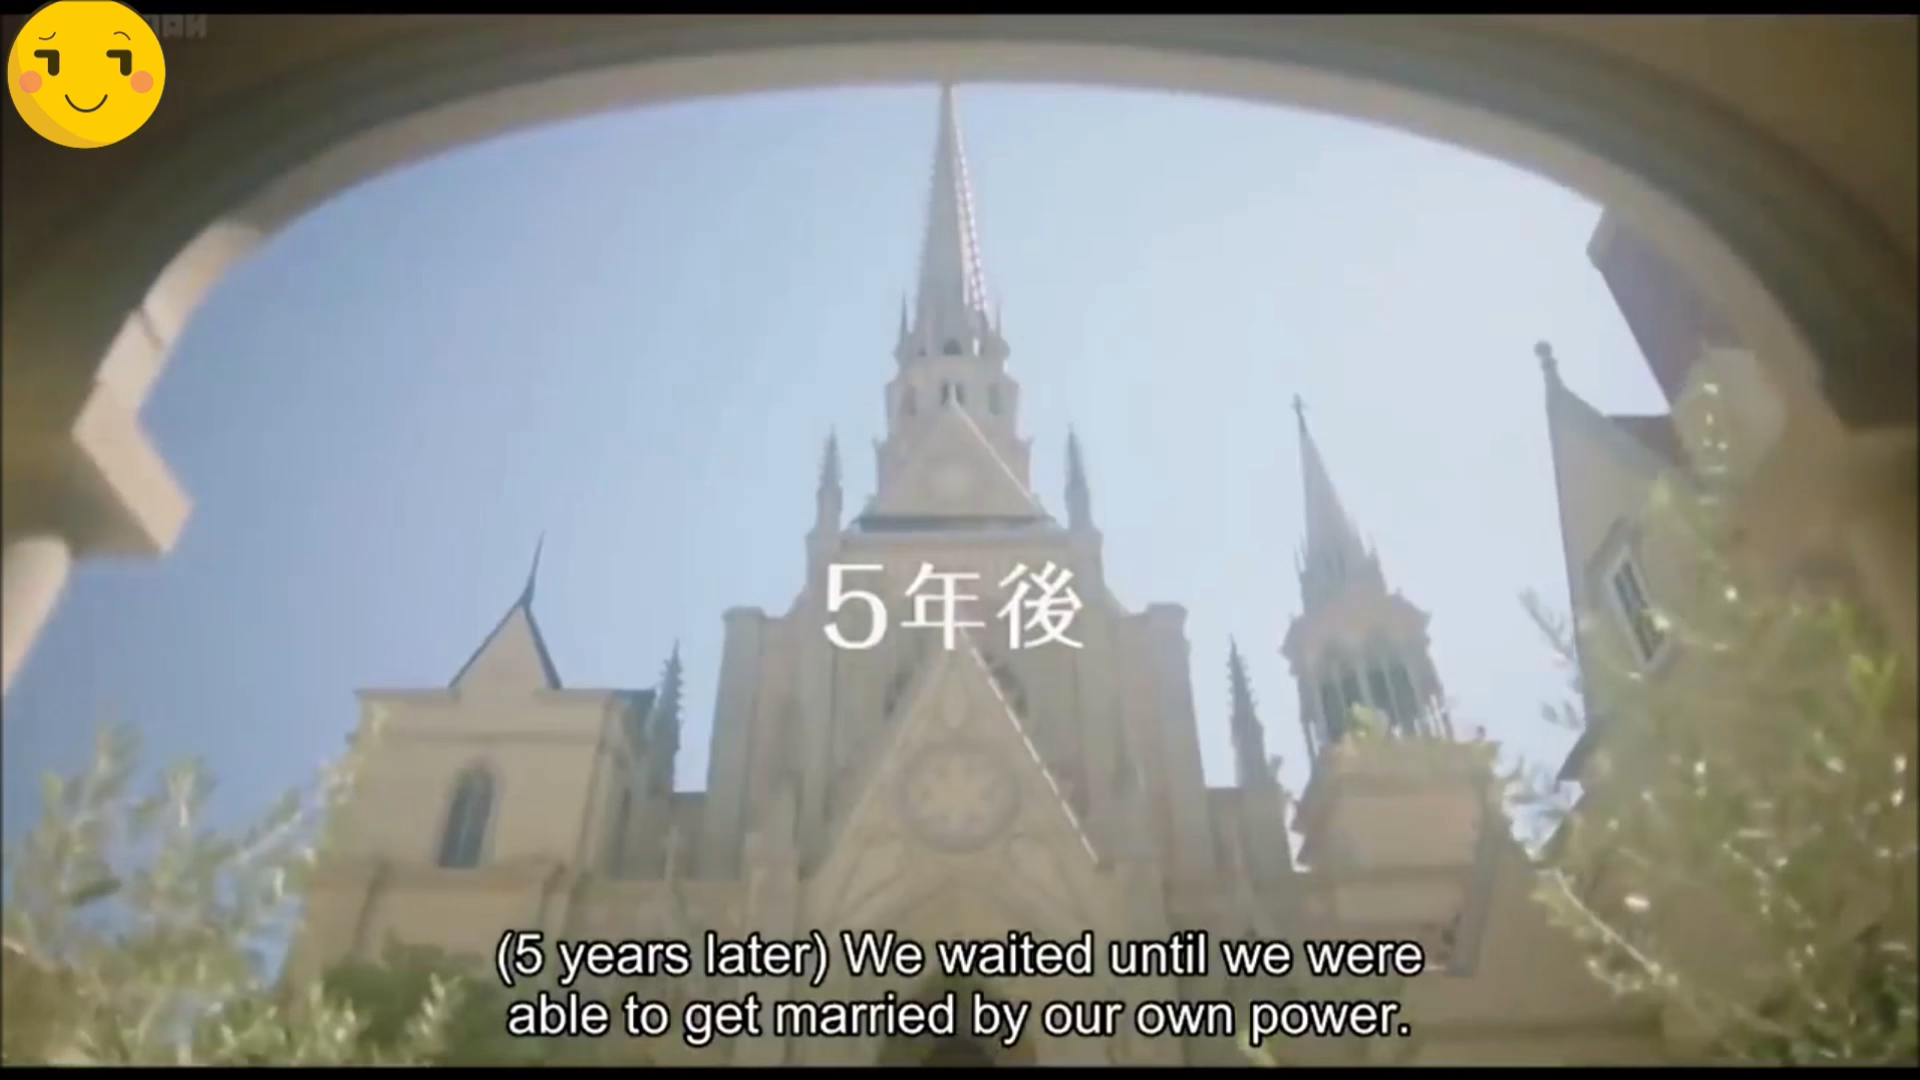 5年後
(5 years later) We waited until we were
able to get married by our own power.